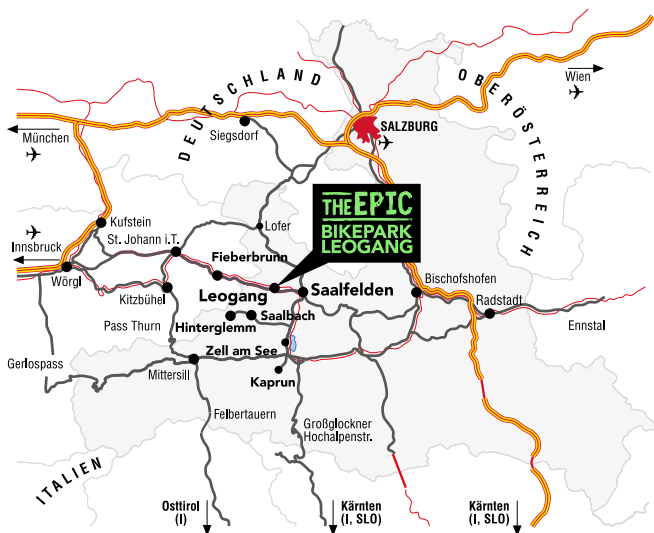 DEUTSCHLAND
OBERÖSTERREICH
Wien
München
Siegsdorf
SALZBURG
THE EPIC
BIKEPARK
LEOGANG
Kufstein
Lofer
Innsbruck
St. Johann i.T.
Fieberbrunn
Wörgl
Bischofshofen
Kitzbühel
Leogang
Saalfelden
Radstadt
Saalbach
Ennstal
Pass Thurn
Hinterglemm
Zell am See
Gerlospass
Mittersill
Kaprun
Felbertauern
Großglockner
Hochalpenstr.
ITALIEN
Osttirol
(I)
Kärnten
(I, SLO)
Kärnten
(I, SLO)